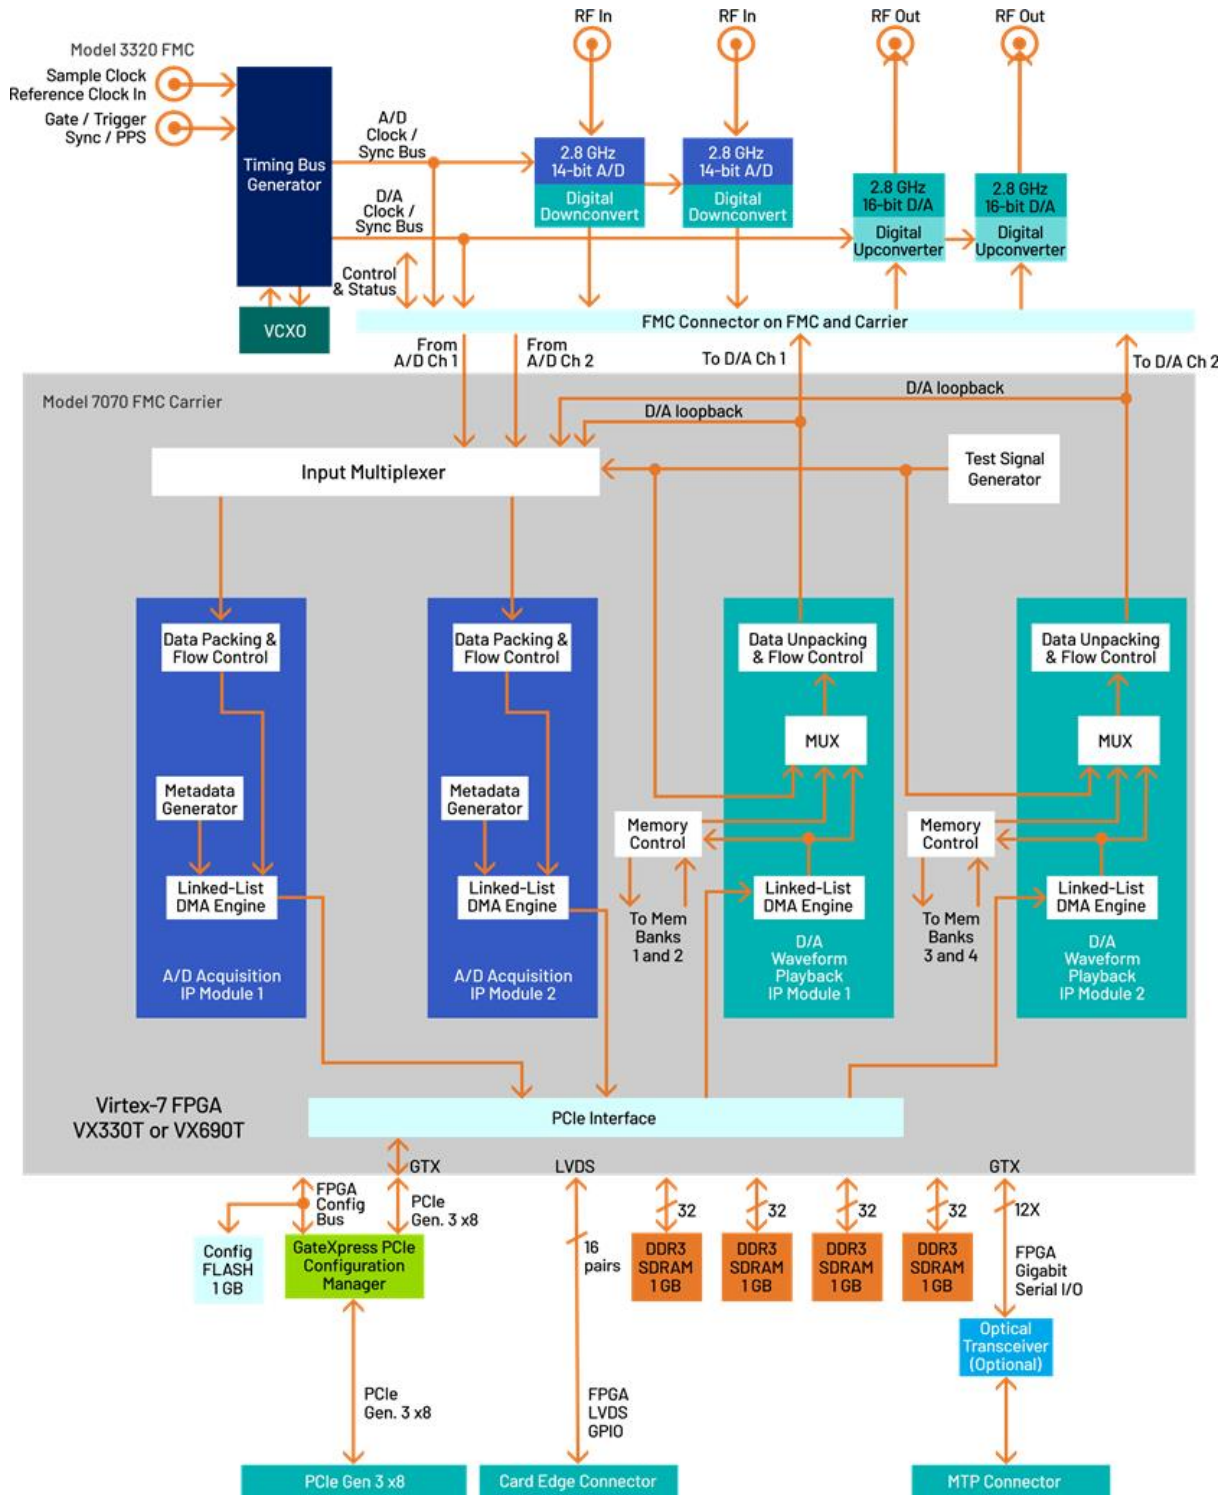 RF In
RF In
RF Out
RF Out
Model 3320 FMC
Sample Clock
Reference Clock In
Gate / Trigger
Sync / PPS
Timing Bus
Generator
VCXO
A/D
Clock /
Sync Bus
D/A
Clock /
Sync Bus
Control
& Status
2.8 GHz
14-bit A/D
Digital
Downconvert
2.8 GHz
14-bit A/D
Digital
Downconvert
2.8 GHz
16-bit D/A
Digital
Upconverter
2.8 GHz
16-bit D/A
Digital
Upconverter
FMC Connector on FMC and Carrier
From
A/D Ch 1
From
A/D Ch 2
To D/A Ch 1
To D/A Ch 2
Model 7070 FMC Carrier
D/A loopback
D/A loopback
Input Multiplexer
Test Signal
Generator
Data Packing &
Flow Control
Metadata
Generator
Linked-List
DMA Engine
A/D Acquisition
IP Module 1
Data Packing &
Flow Control
Metadata
Generator
Linked-List
DMA Engine
A/D Acquisition
IP Module 2
Data Unpacking
& Flow Control
MUX
Memory
Control
Linked-List
DMA Engine
To Mem
Banks
1 and 2
D/A
Waveform
Playback
IP Module 1
Data Unpacking
& Flow Control
MUX
Memory
Control
Linked-List
DMA Engine
To Mem
Banks
3 and 4
D/A
Waveform
Playback
IP Module 2
Virtex-7 FPGA
VX330T or VX690T
PCIe Interface
GTX
LVDS
GTX
FPGA
Config
Bus
PCIe
Gen. 3 x8
16
pairs
32
32
32
32
12X
Config
FLASH
1 GB
GateXpress PCIe
Configuration
Manager
DDR3
SDRAM
1 GB
DDR3
SDRAM
1 GB
DDR3
SDRAM
1 GB
DDR3
SDRAM
1 GB
FPGA
Gigabit
Serial I/O
Optical
Transceiver
(Optional)
PCIe
Gen. 3 x8
FPGA
LVDS
GPIO
PCIe Gen 3 x8
Card Edge Connector
MTP Connector